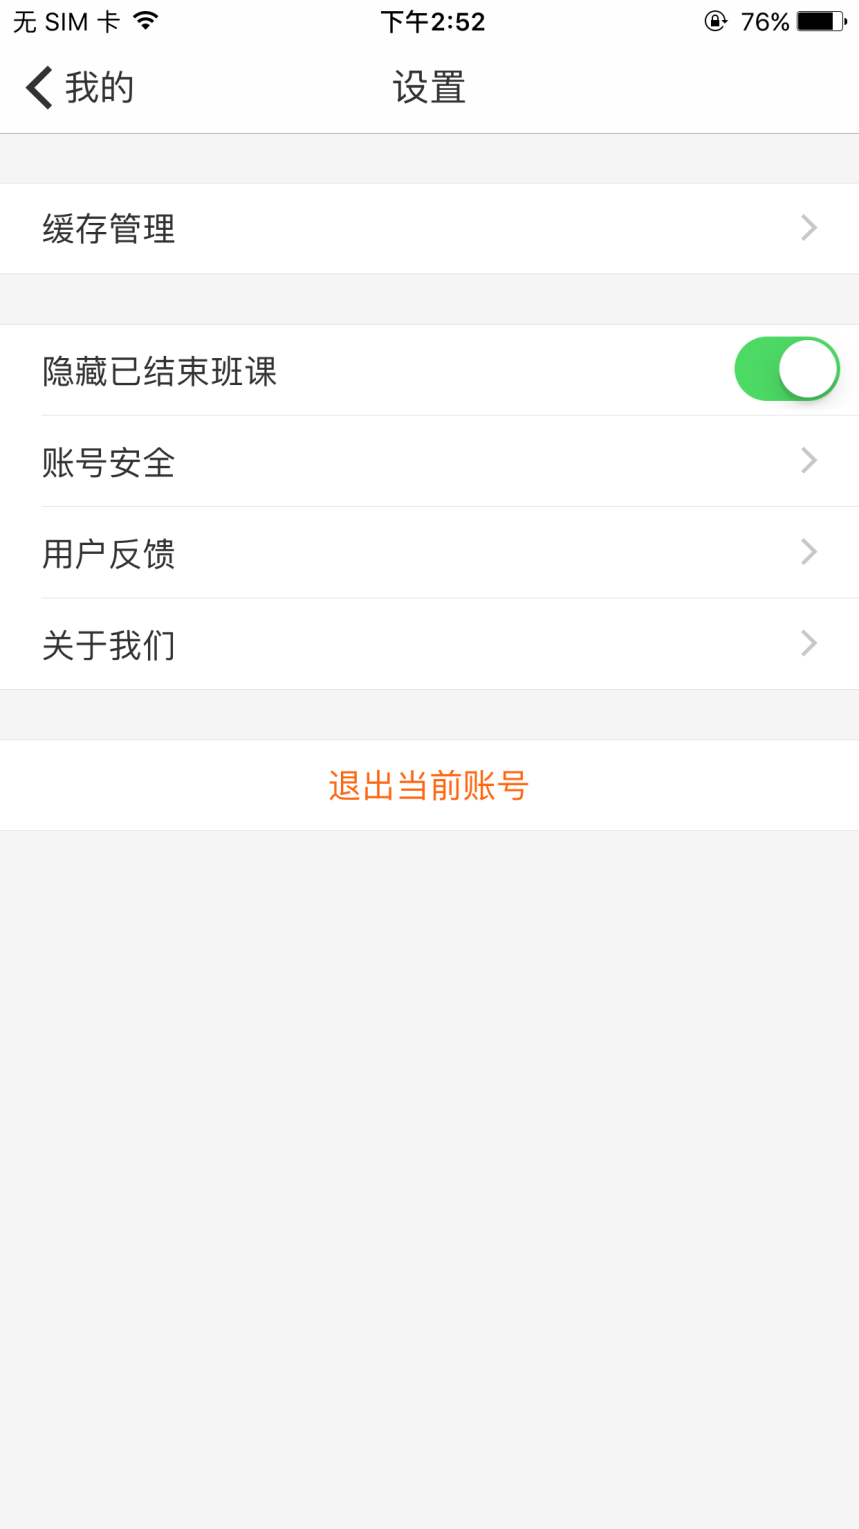 无 SIM 卡 下午2:52 76%
我的 设置
缓存管理
隐藏已结束班课
账号安全
用户反馈
关于我们
退出当前账号